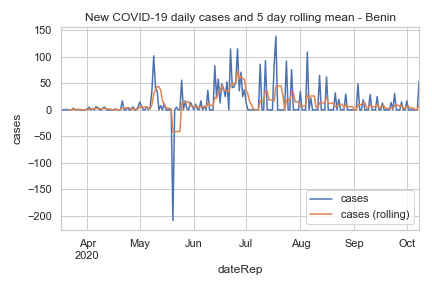 New COVID-19 daily cases and 5 day rolling mean - Benin
150
100
50
0
−50
−100
−150
−200
cases
cases
cases (rolling)
Apr
2020
May
Jun
Jul
Aug
Sep
Oct
dateRep